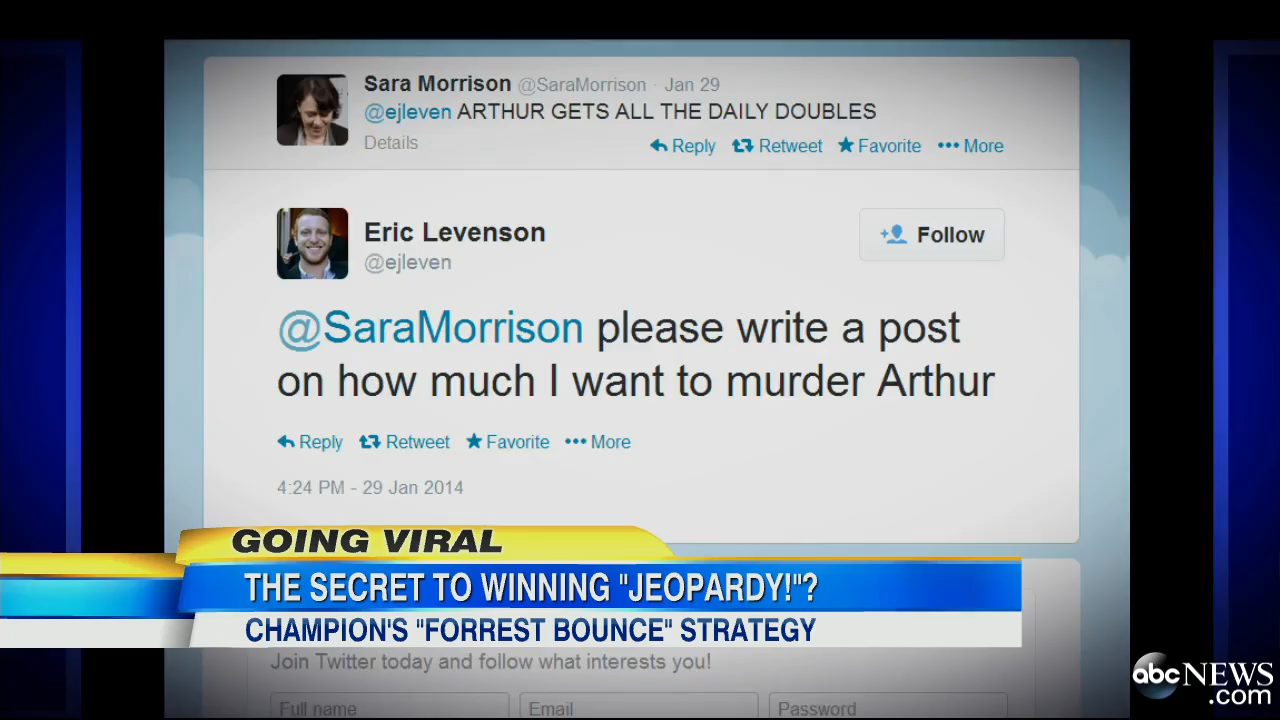 Sara Morrison @SaraMorrison · Jan 29
@ejleven ARTHUR GETS ALL THE DAILY DOUBLES
Details
Reply Retweet Favorite More
Eric Levenson
@ejleven
Follow
@SaraMorrison please write a post
on how much I want to murder Arthur
Reply Retweet Favorite More
4:24 PM - 29 Jan 2014
GOING VIRAL
THE SECRET TO WINNING "JEOPARDY!"?
CHAMPION'S "FORREST BOUNCE" STRATEGY
Join Twitter today and follow what interests you!
Full name Email Password
abc NEWS
.com